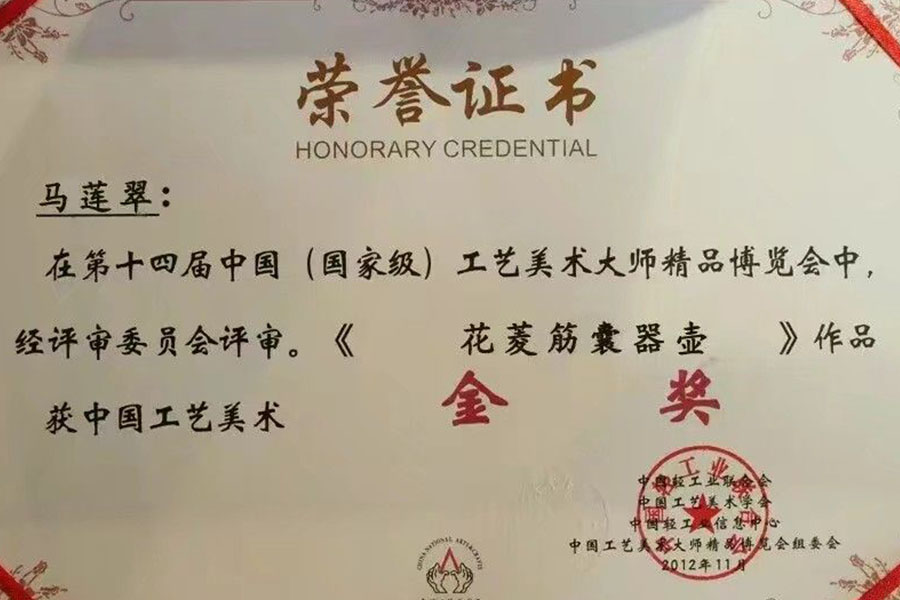 荣誉证书
HONORARY CREDENTIAL
马莲翠：
在第十四届中国（国家级）工艺美术大师精品博览会中，
经评审委员会评审。《 花菱筋囊器壶 》作品
获中国工艺美术 金 奖
中国轻工业联合会
中国工艺美术学会
中国轻工业信息中心
中国工艺美术大师精品博览会组委会
2012年11月
CHINA NATIONAL ARTS&CRAFTS